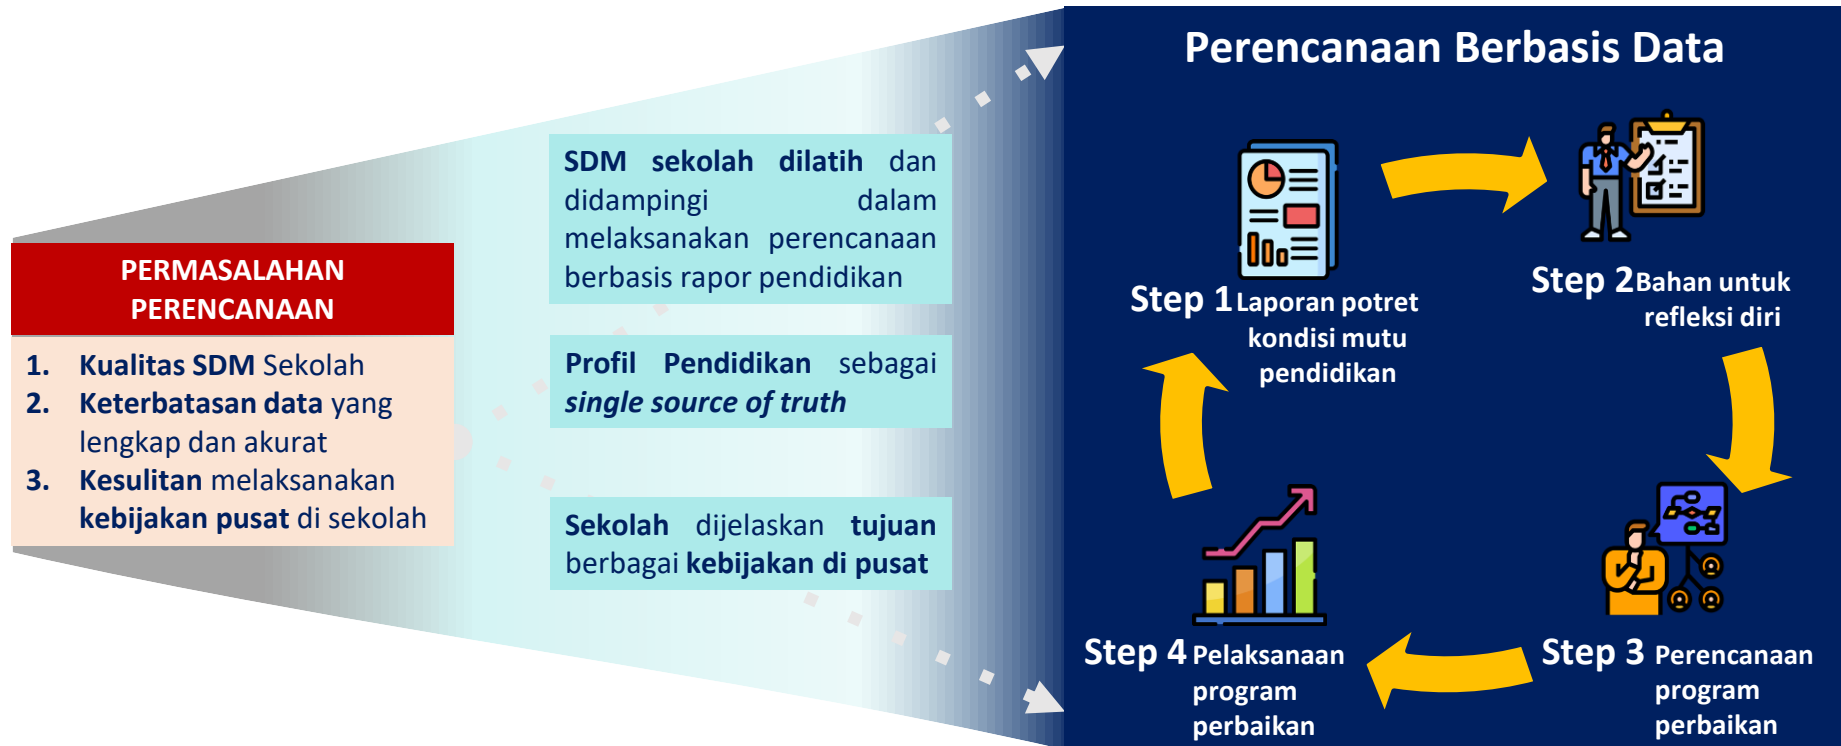 PERMASALAHAN
PERENCANAAN
1. Kualitas SDM Sekolah
2. Keterbatasan data yang
lengkap dan akurat
3. Kesulitan melaksanakan
kebijakan pusat di sekolah
SDM sekolah dilatih dan
didampingi dalam
melaksanakan perencanaan
berbasis rapor pendidikan
Profil Pendidikan sebagai
single source of truth
Sekolah dijelaskan tujuan
berbagai kebijakan di pusat
Perencanaan Berbasis Data
Step 1 Laporan potret
kondisi mutu
pendidikan
Step 2 Bahan untuk
refleksi diri
Step 3 Perencanaan
program
perbaikan
Step 4 Pelaksanaan
program
perbaikan